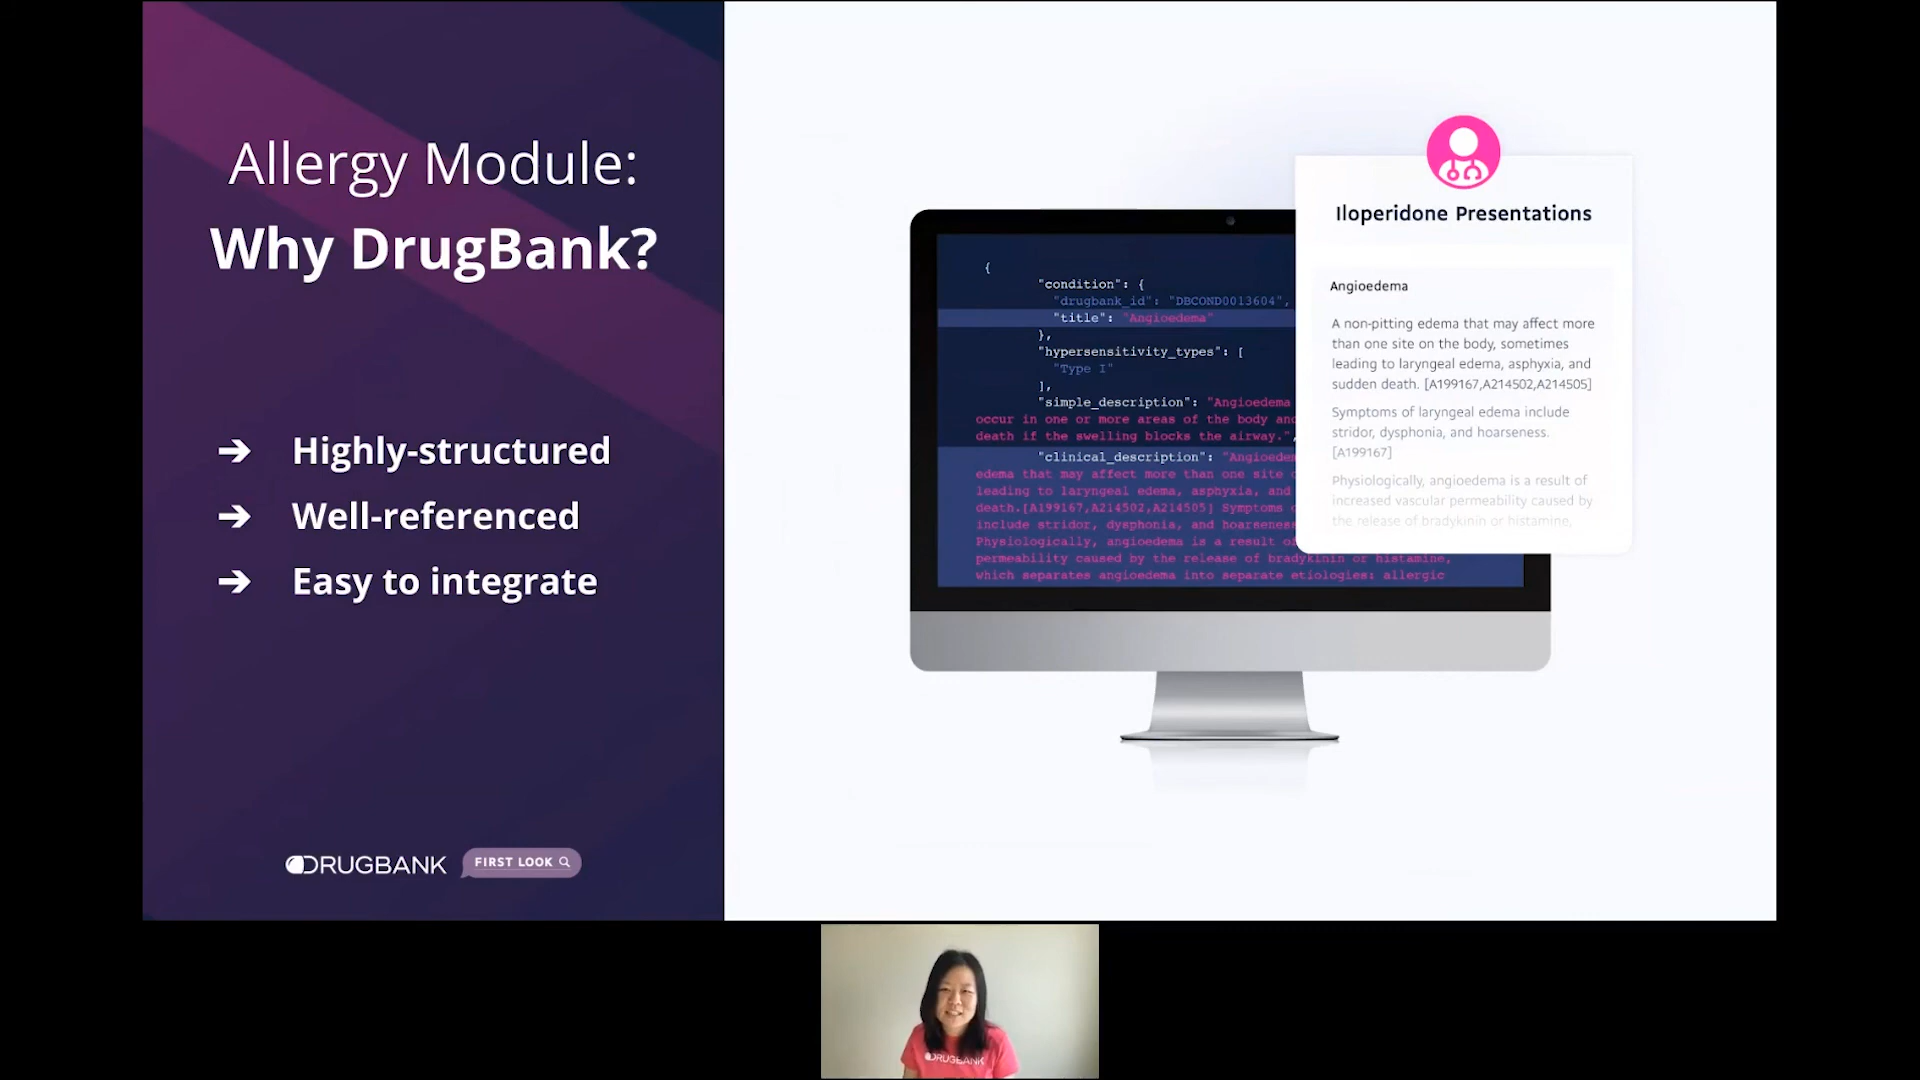 Allergy Module:
Why DrugBank?
➔ Highly-structured
➔ Well-referenced
➔ Easy to integrate
DRUGBANK
FIRST LOOK
{
"condition": {
"drugbank_id": "DBCOND0013604",
"title": "Angioedema"
},
"hypersensitivity_types": [
"Type I"
],
"simple_description": "Angioedema
occur in one or more areas of the body and
death if the swelling blocks the airway.",
"clinical_description": "Angioedem
edema that may affect more than one site o
leading to laryngeal edema, asphyxia, and
death.[A199167,A214502,A214505] Symptoms o
include stridor, dysphonia, and hoarseness
Physiologically, angioedema is a result of
permeability caused by the release of bradykinin or histamine,
which separates angioedema into separate etiologies: allergic
Iloperidone Presentations
Angioedema
A non-pitting edema that may affect more
than one site on the body, sometimes
leading to laryngeal edema, asphyxia, and
sudden death. [A199167,A214502,A214505]
Symptoms of laryngeal edema include
stridor, dysphonia, and hoarseness.
[A199167]
Physiologically, angioedema is a result of
increased vascular permeability caused by
the release of bradykinin or histamine,
DRUGBANK